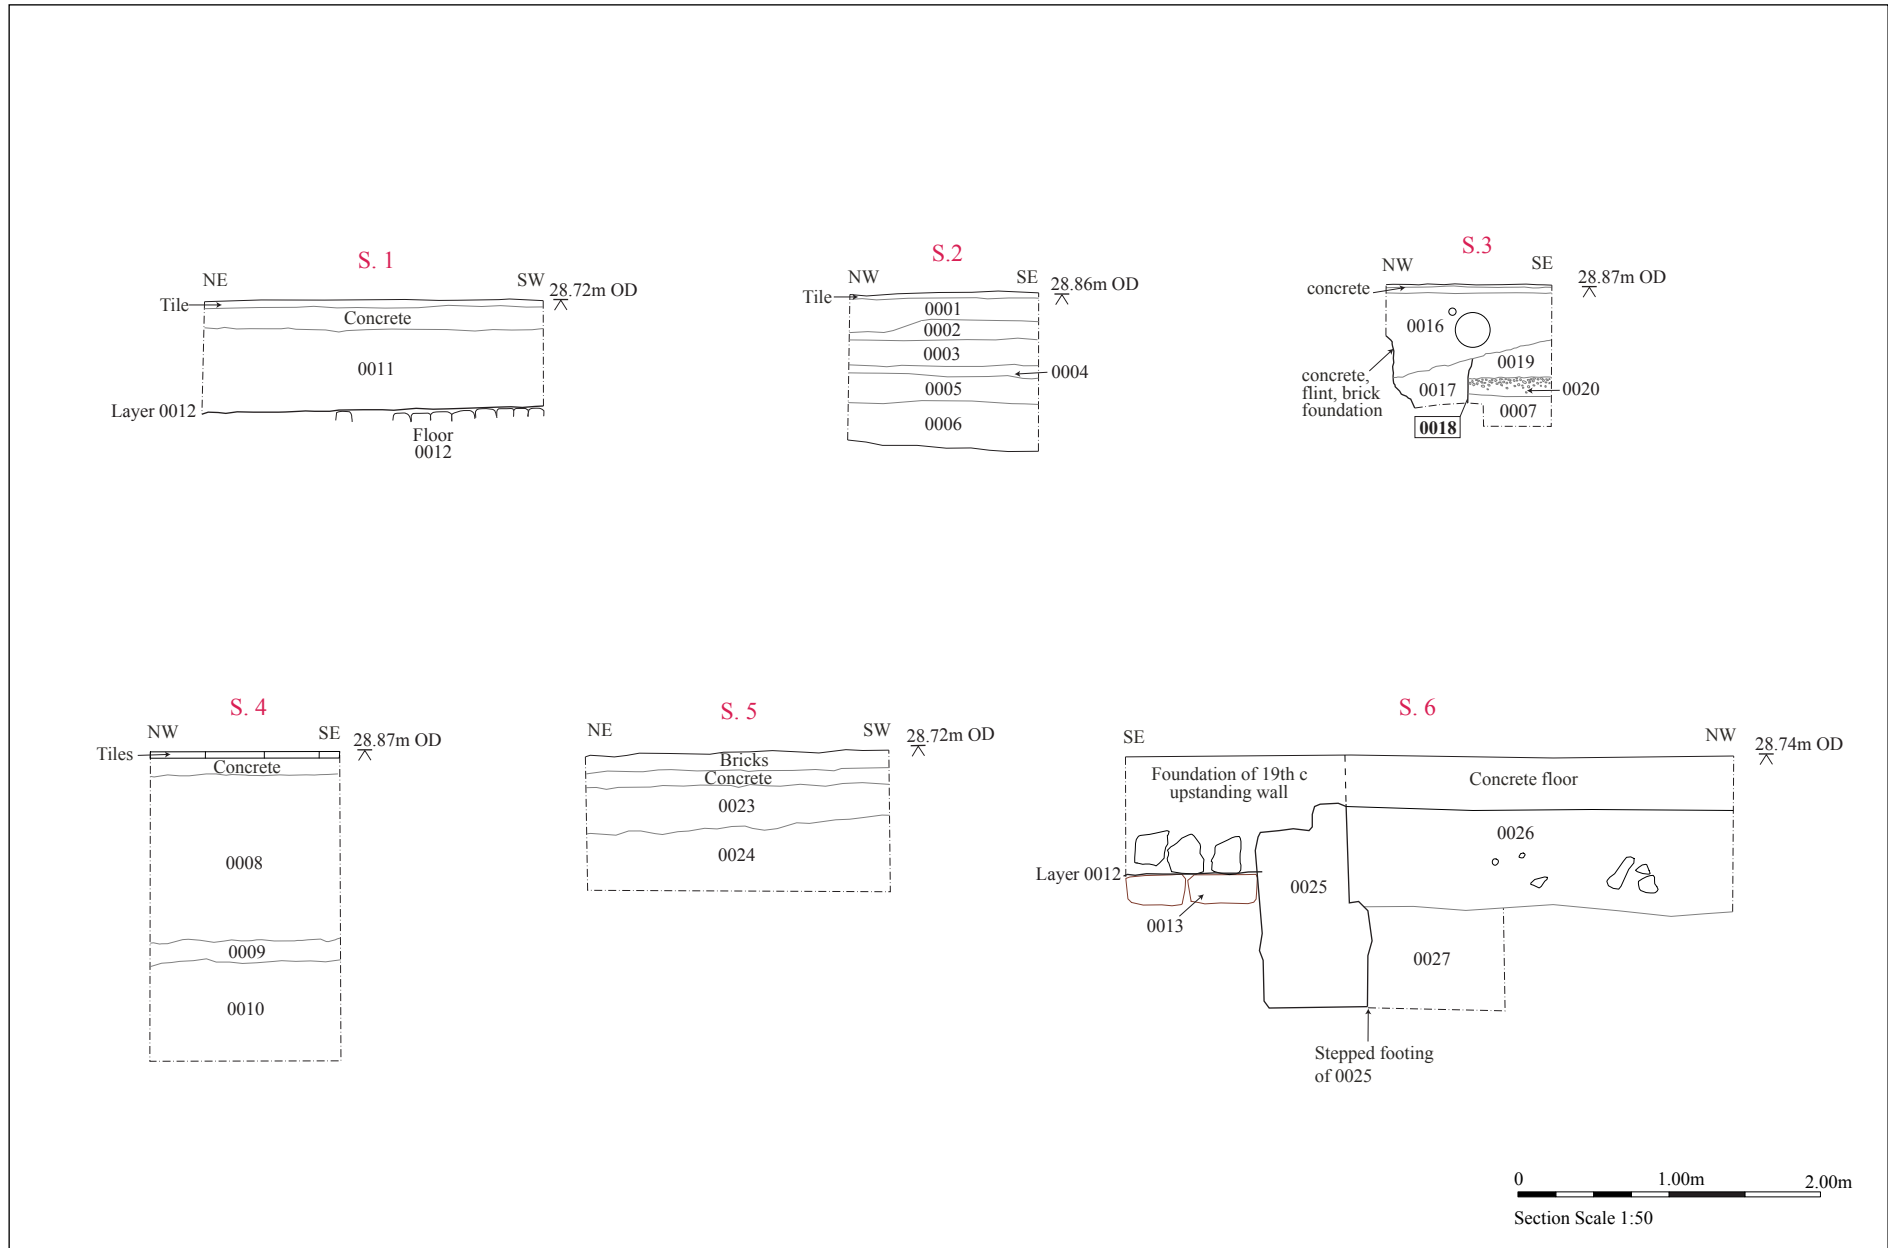 S. 1
NE
SW
28.72m OD
Tile
Concrete
0011
Layer 0012
Floor
0012
S.2
NW
SE
28.86m OD
Tile
0001
0002
0003
0004
0005
0006
S.3
NW
SE
28.87m OD
concrete
0016
0019
concrete,
flint, brick
foundation
0017
0020
0007
0018
S. 4
NW
SE
28.87m OD
Tiles
Concrete
0008
0009
0010
S. 5
NE
SW
28.72m OD
Bricks
Concrete
0023
0024
S. 6
SE
NW
28.74m OD
Foundation of 19th c
upstanding wall
Concrete floor
0026
Layer 0012
0025
0013
0027
Stepped footing
of 0025
0 1.00m 2.00m
Section Scale 1:50